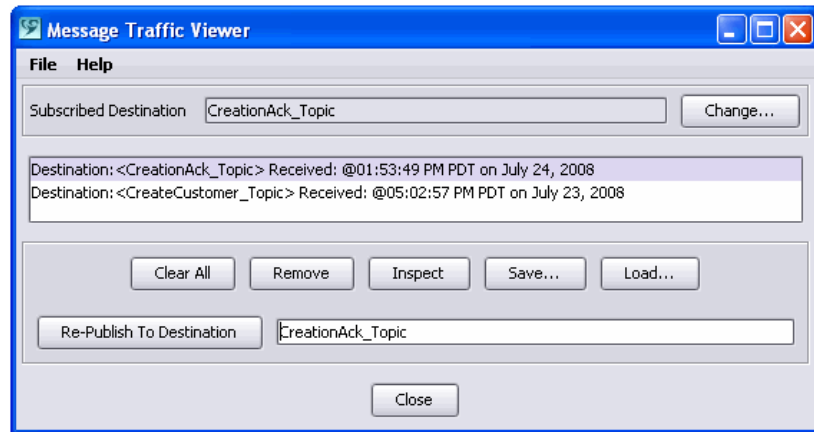 Message Traffic Viewer
File Help
Subscribed Destination CreationAck_Topic Change...
Destination: <CreationAck_Topic> Received: @01:53:49 PM PDT on July 24, 2008
Destination: <CreateCustomer_Topic> Received: @05:02:57 PM PDT on July 23, 2008
Clear All Remove Inspect Save... Load...
Re-Publish To Destination CreationAck_Topic
Close